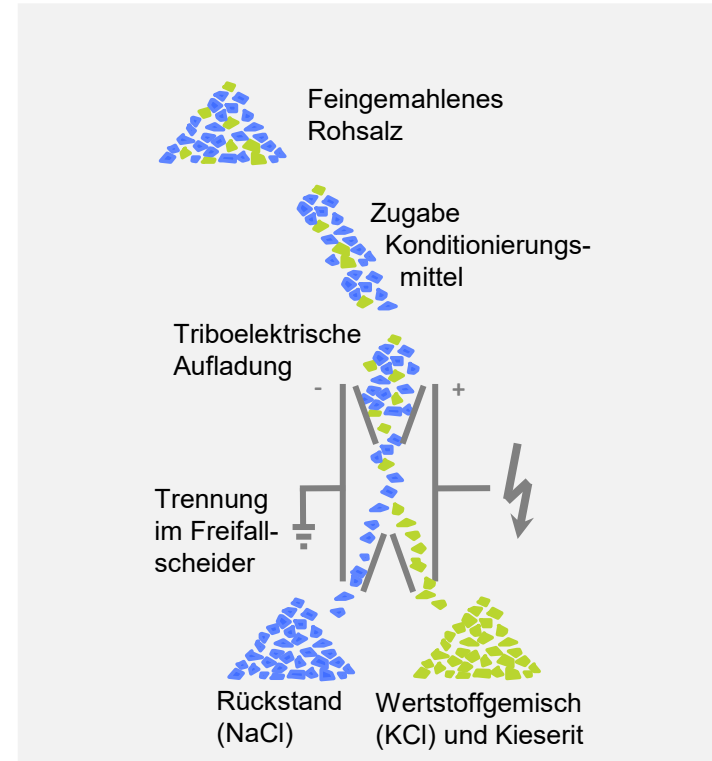 Feingemahlenes
Rohsalz
Zugabe
Konditionierungs-
mittel
Triboelektrische
Aufladung
- +
Trennung
im Freifall-
scheider
Rückstand
(NaCl)
Wertstoffgemisch
(KCl) und Kieserit